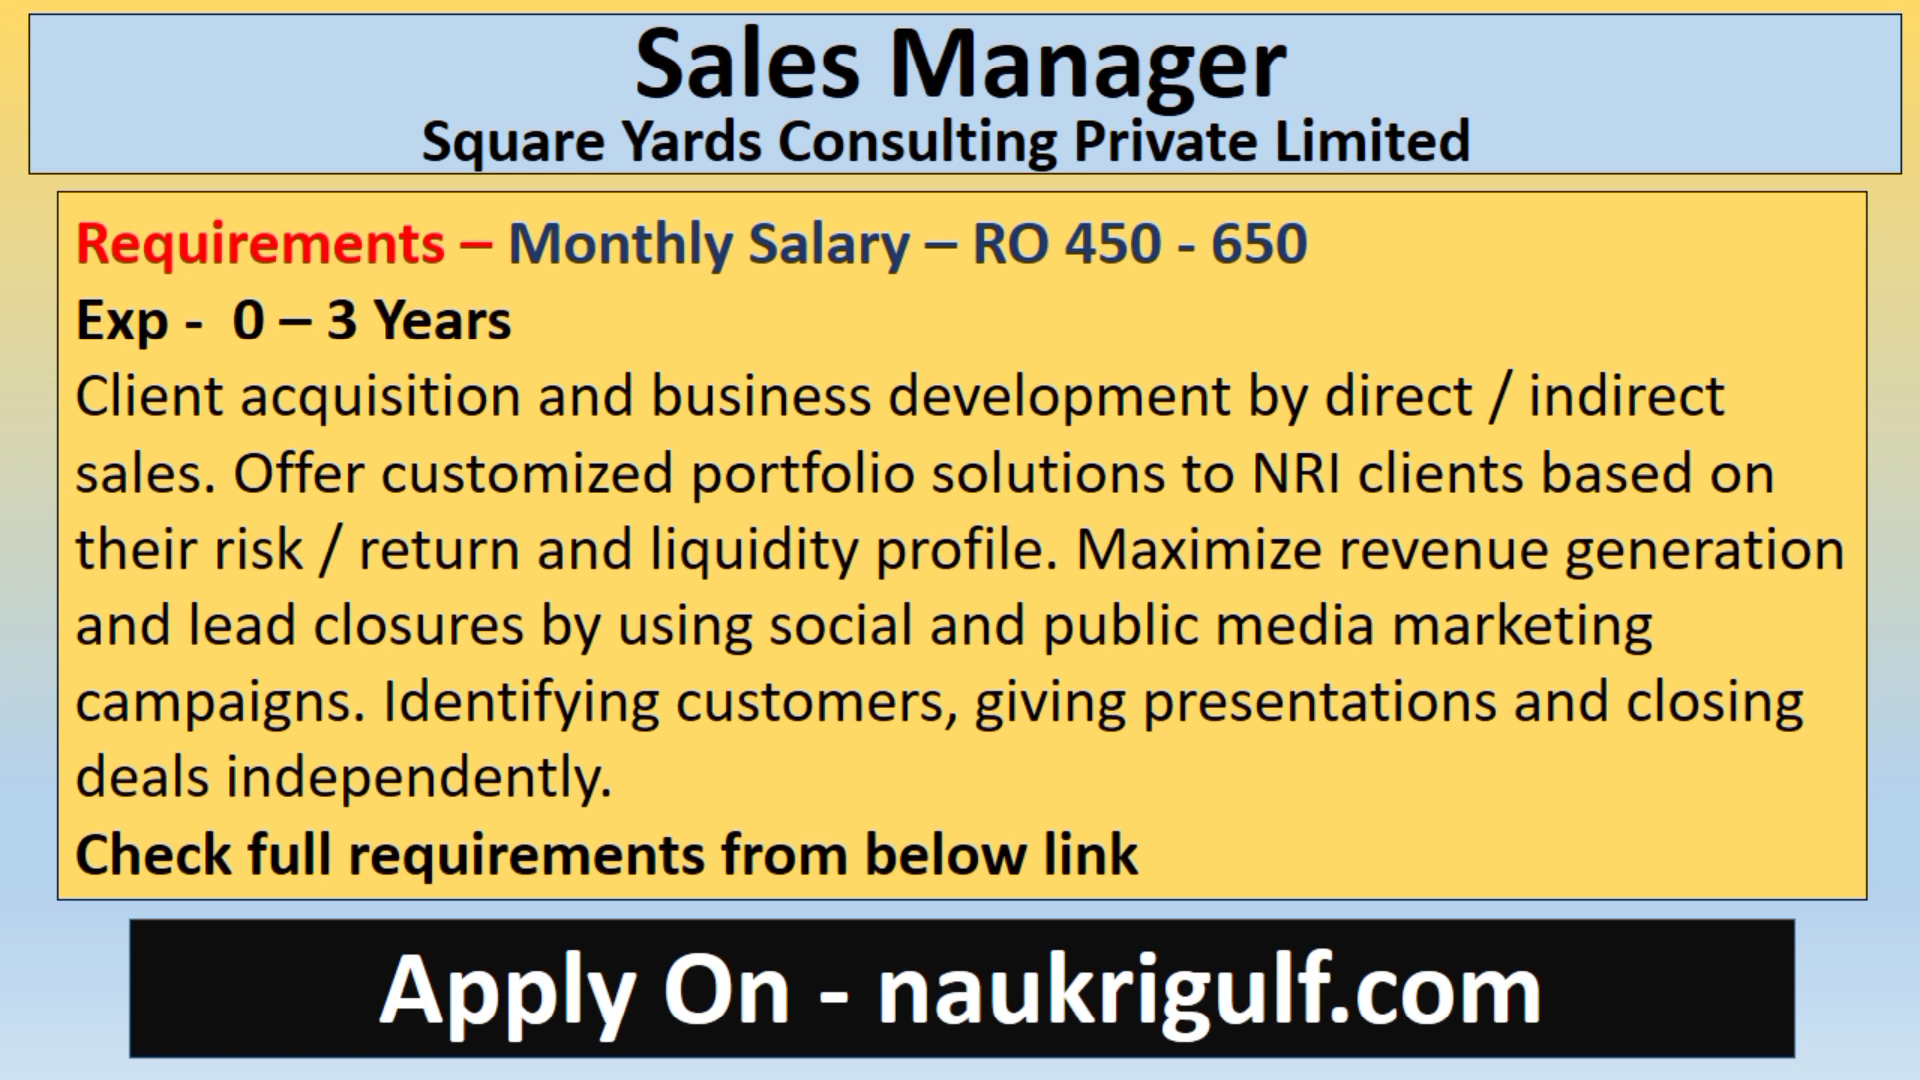 Sales Manager
Square Yards Consulting Private Limited
Requirements – Monthly Salary – RO 450 - 650
Exp -  0 – 3 Years
Client acquisition and business development by direct / indirect
sales. Offer customized portfolio solutions to NRI clients based on
their risk / return and liquidity profile. Maximize revenue generation
and lead closures by using social and public media marketing
campaigns. Identifying customers, giving presentations and closing
deals independently.
Check full requirements from below link
Apply On - naukrigulf.com